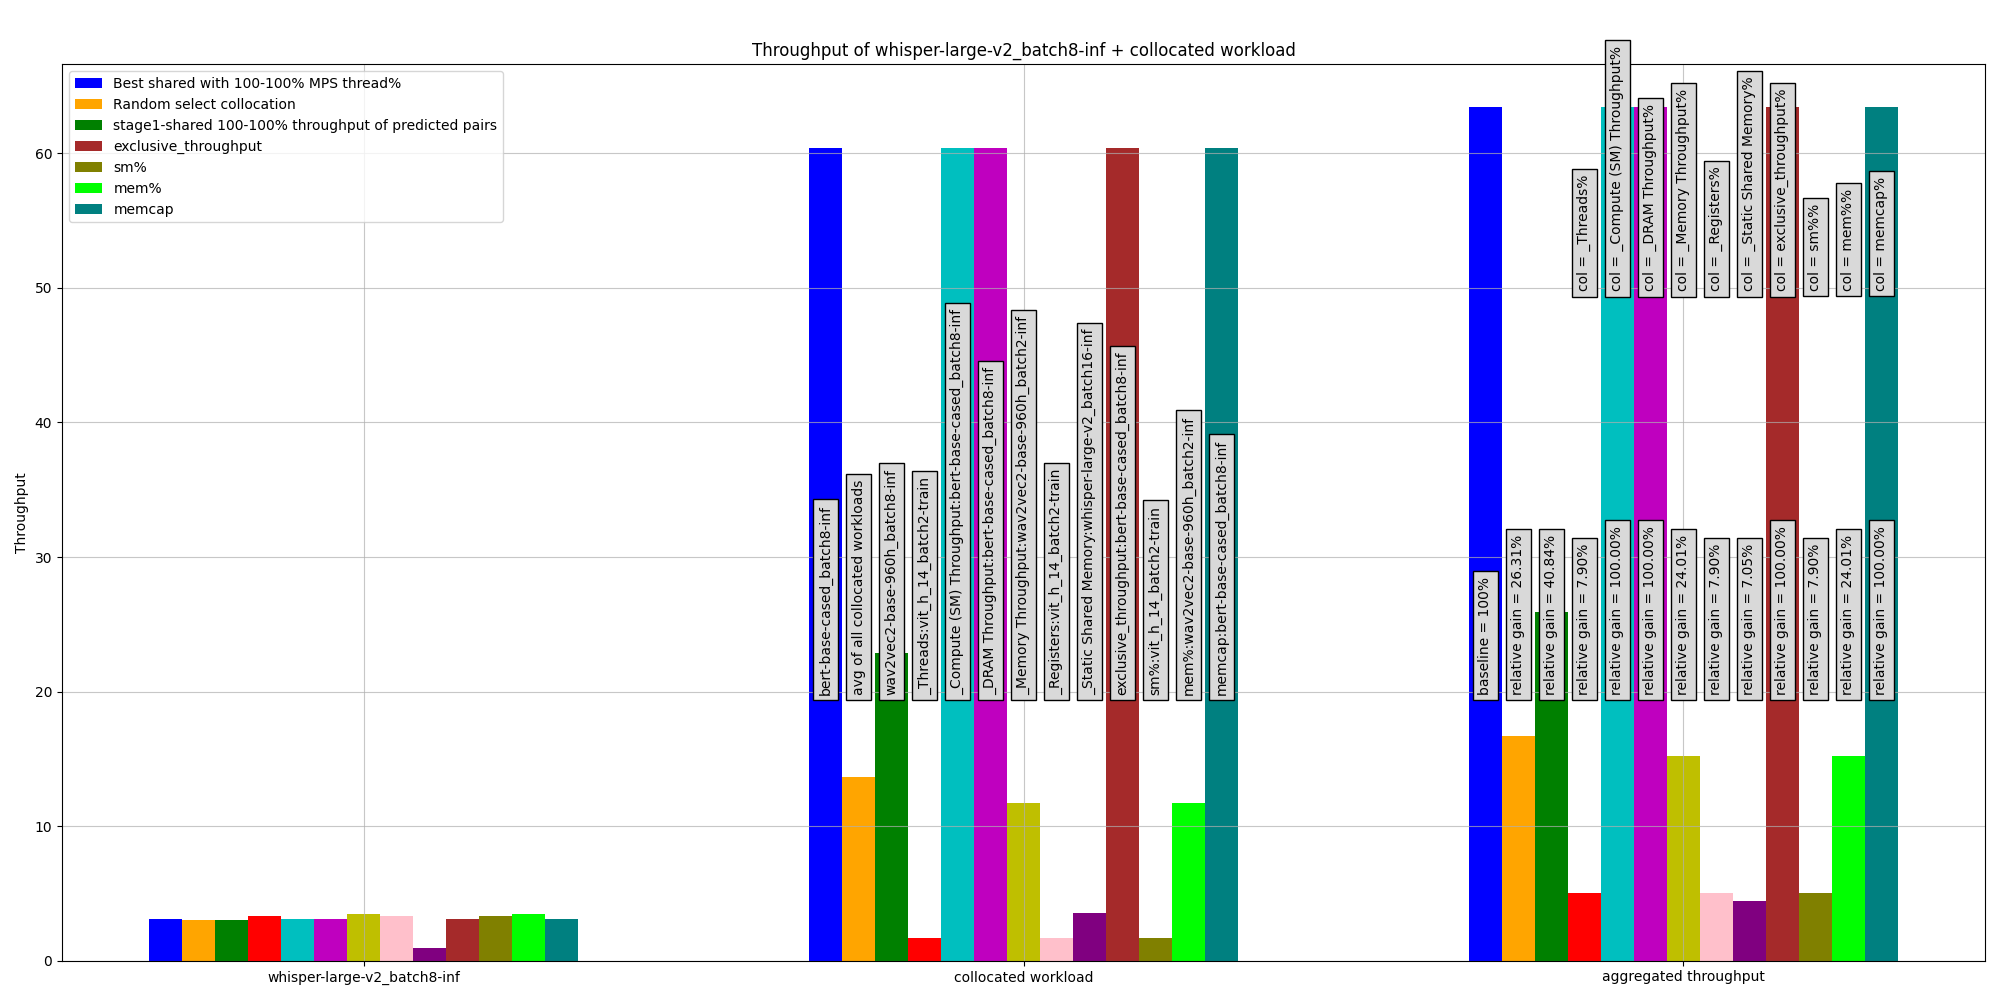 Throughput of whisper-large-v2_batch8-inf + collocated workload
Best shared with 100-100% MPS thread%
Random select collocation
stage1-shared 100-100% throughput of predicted pairs
exclusive_throughput
sm%
mem%
memcap
Throughput
60
50
40
30
20
10
0
bert-base-cased_batch8-inf
avg of all collocated workloads
wav2vec2-base-960h_batch8-inf
_Threads:vit_h_14_batch2-train
_Compute (SM) Throughput:bert-base-cased_batch8-inf
_DRAM Throughput:bert-base-cased_batch8-inf
_Memory Throughput:wav2vec2-base-960h_batch2-inf
_Registers:vit_h_14_batch2-train
_Static Shared Memory:whisper-large-v2_batch16-inf
exclusive_throughput:bert-base-cased_batch8-inf
sm%:vit_h_14_batch2-train
mem%:wav2vec2-base-960h_batch2-inf
memcap:bert-base-cased_batch8-inf
col = _Threads%
col = _Compute (SM) Throughput%
col = _DRAM Throughput%
col = _Memory Throughput%
col = _Registers%
col = _Static Shared Memory%
col = exclusive_throughput%
col = sm%%
col = mem%%
col = memcap%
baseline = 100%
relative gain = 26.31%
relative gain = 40.84%
relative gain = 7.90%
relative gain = 100.00%
relative gain = 100.00%
relative gain = 24.01%
relative gain = 7.90%
relative gain = 7.05%
relative gain = 100.00%
relative gain = 7.90%
relative gain = 24.01%
relative gain = 100.00%
whisper-large-v2_batch8-inf
collocated workload
aggregated throughput